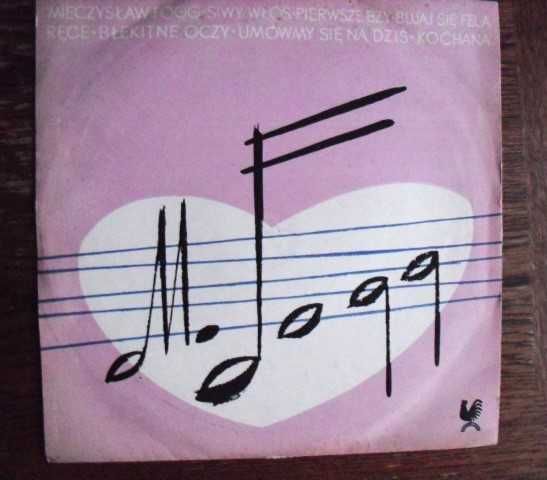 MIECZYSŁAW FOGG·SIWY WŁOS·PIERWSZE BZY·BUJAJ SIĘ FELA
RĘCE·BŁĘKITNE OCZY·UMÓWMY SIĘ NA DZIŚ·KOCHANA
M. Fogg